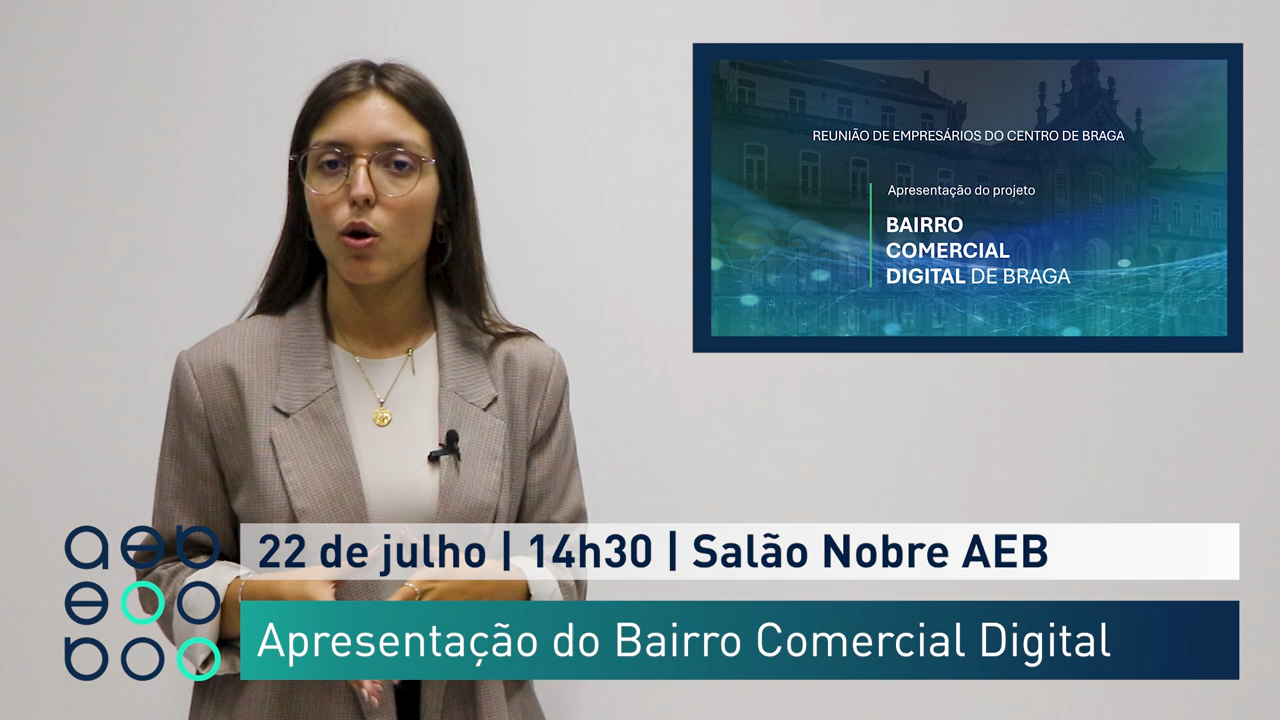 REUNIÃO DE EMPRESÁRIOS DO CENTRO DE BRAGA
Apresentação do projeto
BAIRRO
COMERCIAL
DIGITAL DE BRAGA
aeb
22 de julho | 14h30 | Salão Nobre AEB
Apresentação do Bairro Comercial Digital